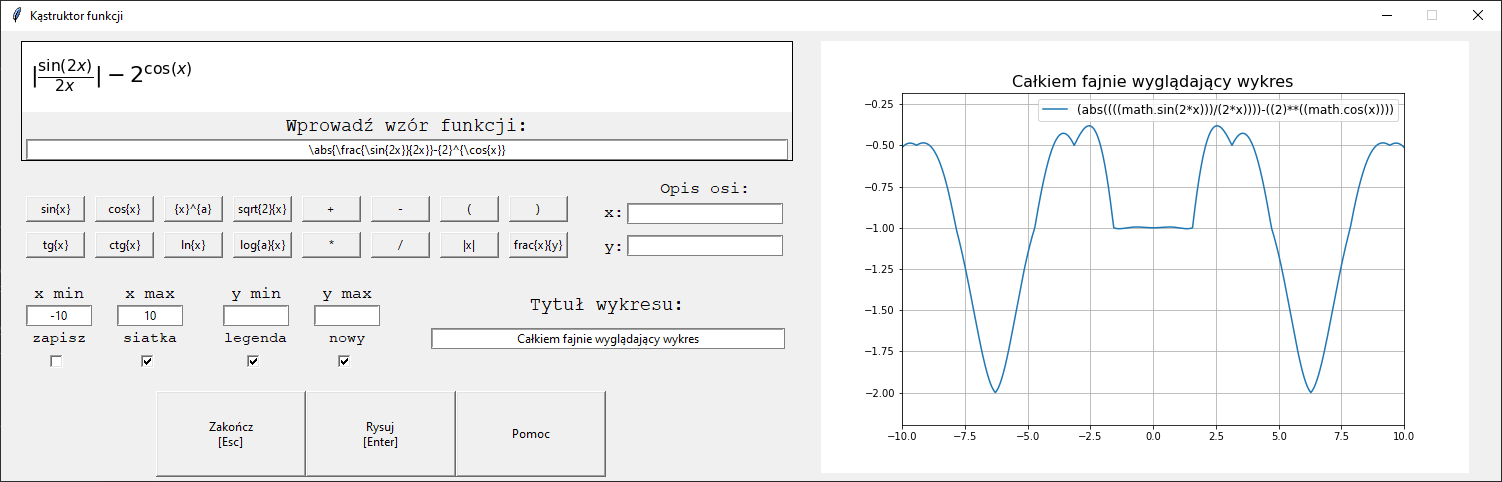 Kąstruktor funkcji
|sin(2x)/2x| − 2^cos(x)
Wprowadź wzór funkcji:
\abs{\frac{\sin{2x}}{2x}}-{2}^{\cos{x}}
sin{x} cos{x} {x}^{a} sqrt{2}{x} + - ( )
tg{x} ctg{x} ln{x} log{a}{x} * / |x| frac{x}{y}
Opis osi:
x:
y:
x min x max y min y max
-10 10
zapisz siatka legenda nowy
Tytuł wykresu:
Całkiem fajnie wyglądający wykres
Zakończ
[Esc]
Rysuj
[Enter]
Pomoc
Całkiem fajnie wyglądający wykres
(abs((((math.sin(2*x)))/(2*x))))-((2)**((math.cos(x))))
−0.25
−0.50
−0.75
−1.00
−1.25
−1.50
−1.75
−2.00
−10.0 −7.5 −5.0 −2.5 0.0 2.5 5.0 7.5 10.0